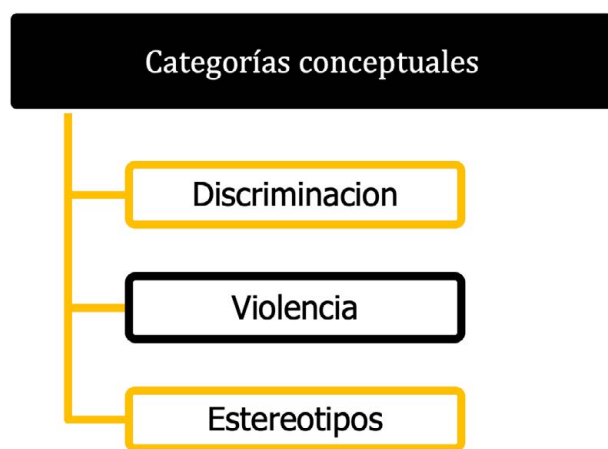 Categorías conceptuales
Discriminacion
Violencia
Estereotipos